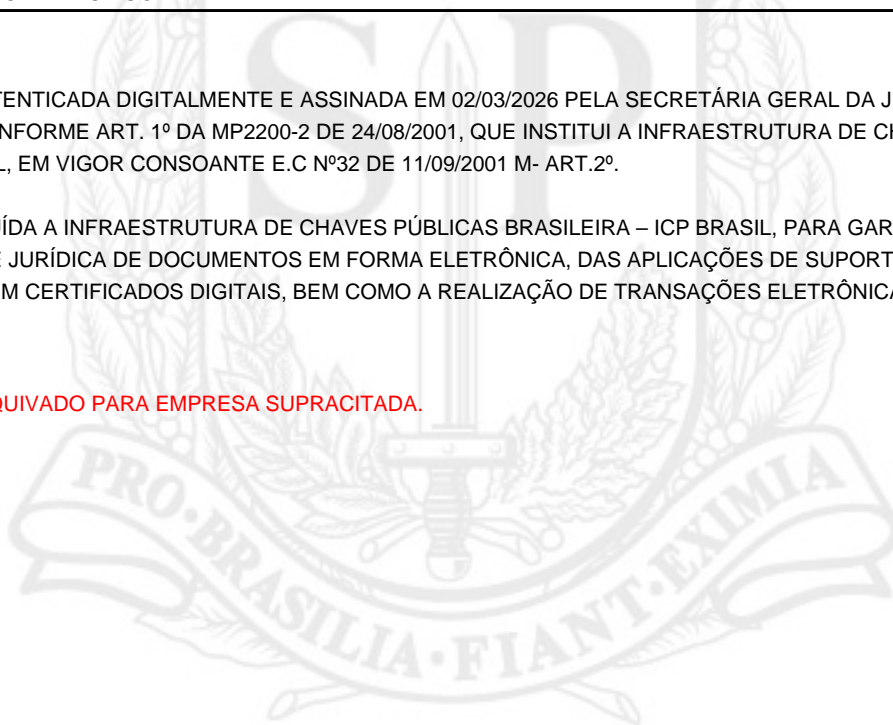 TENTICADA DIGITALMENTE E ASSINADA EM 02/03/2026 PELA SECRETÁRIA GERAL DA J
NFORME ART. 1º DA MP2200-2 DE 24/08/2001, QUE INSTITUI A INFRAESTRUTURA DE CH
L, EM VIGOR CONSOANTE E.C Nº32 DE 11/09/2001 M- ART.2º.
ÍDA A INFRAESTRUTURA DE CHAVES PÚBLICAS BRASILEIRA – ICP BRASIL, PARA GAR
E JURÍDICA DE DOCUMENTOS EM FORMA ELETRÔNICA, DAS APLICAÇÕES DE SUPORT
M CERTIFICADOS DIGITAIS, BEM COMO A REALIZAÇÃO DE TRANSAÇÕES ELETRÔNICA
QUIVADO PARA EMPRESA SUPRACITADA.
SP
PRO·BRASILIA·FIANT·EXIMIA